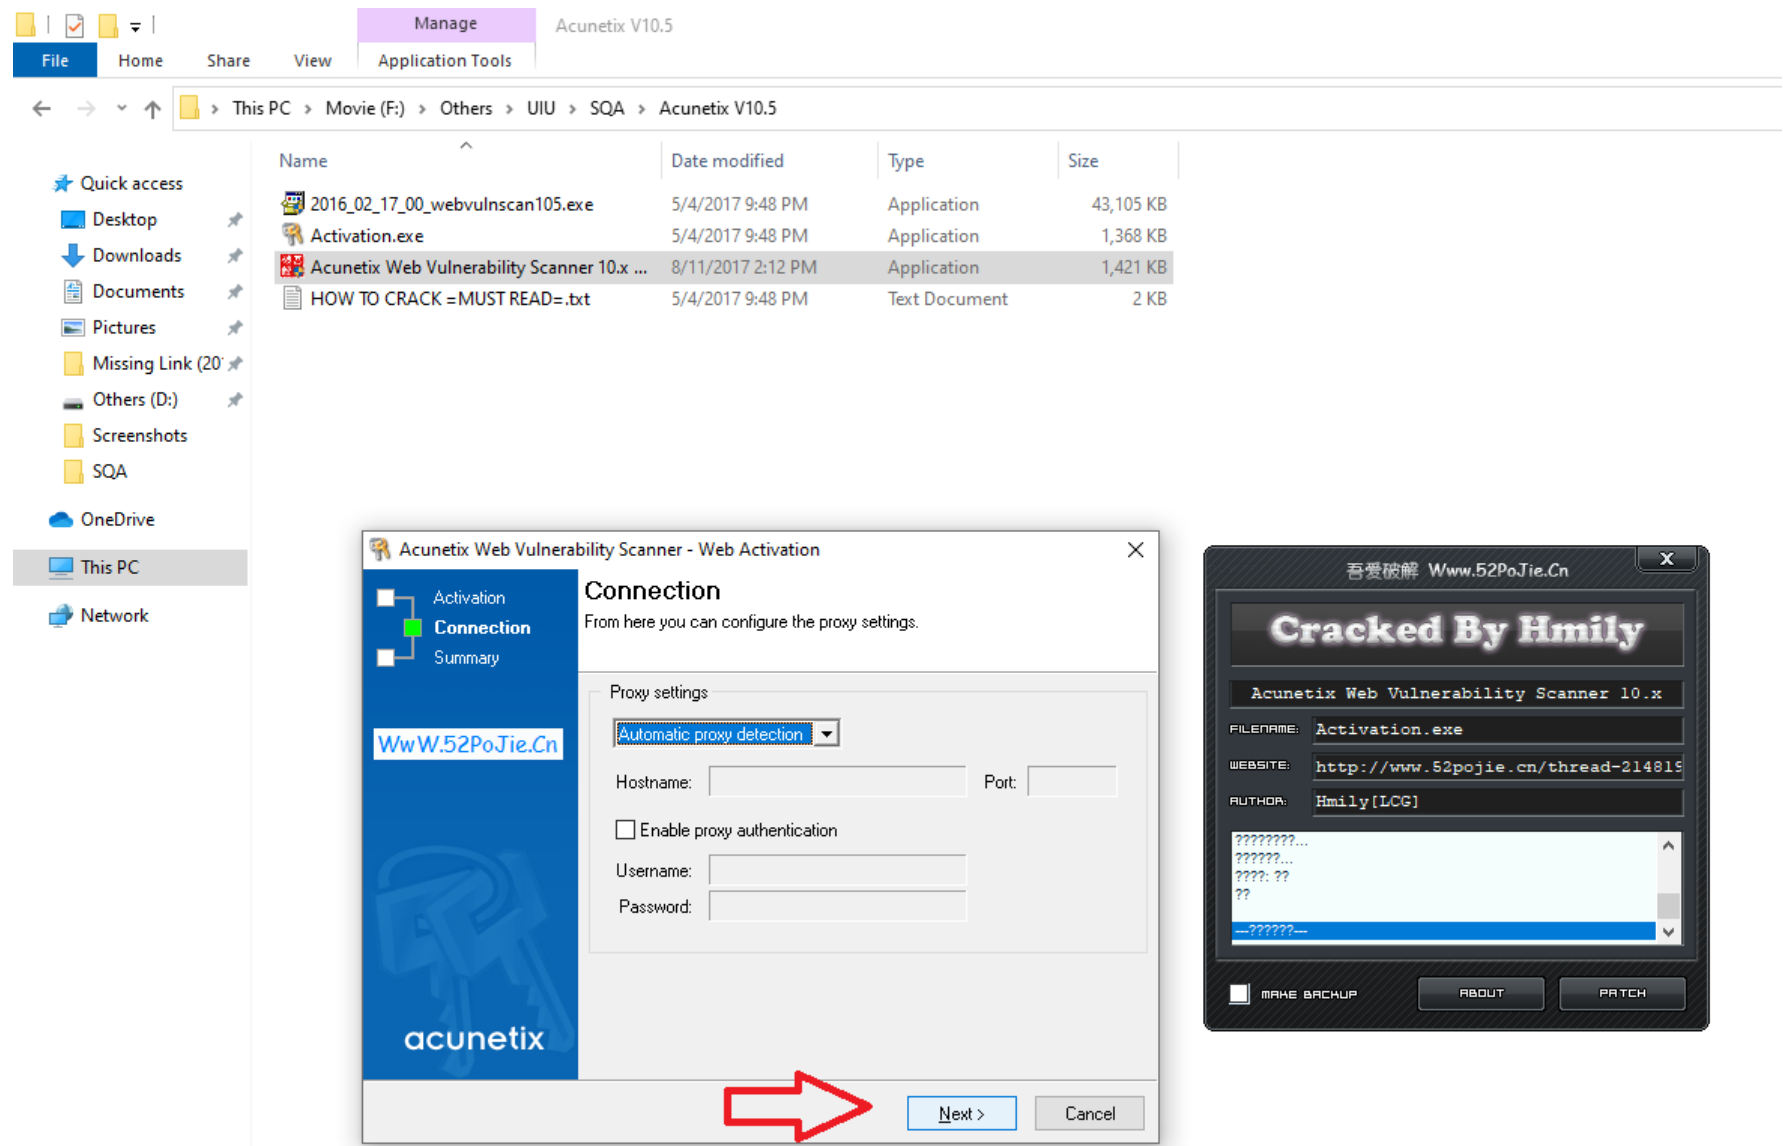 Manage
Acunetix V10.5
File
Home
Share
View
Application Tools
This PC > Movie (F:) > Others > UIU > SQA > Acunetix V10.5
Name
Date modified
Type
Size
Quick access
Desktop
Downloads
Documents
Pictures
Missing Link (20
Others (D:)
Screenshots
SQA
OneDrive
This PC
Network
2016_02_17_00_webvulnscan105.exe 5/4/2017 9:48 PM Application 43,105 KB
Activation.exe 5/4/2017 9:48 PM Application 1,368 KB
Acunetix Web Vulnerability Scanner 10.x ... 8/11/2017 2:12 PM Application 1,421 KB
HOW TO CRACK =MUST READ=.txt 5/4/2017 9:48 PM Text Document 2 KB
Acunetix Web Vulnerability Scanner - Web Activation
Activation
Connection
Summary
WwW.52PoJie.Cn
acunetix
Connection
From here you can configure the proxy settings.
Proxy settings
Automatic proxy detection
Hostname:
Port:
Enable proxy authentication
Username:
Password:
Next >
Cancel
吾爱破解 Www.52PoJie.Cn
X
Cracked By Hmily
Acunetix Web Vulnerability Scanner 10.x
FILENAME: Activation.exe
WEBSITE: http://www.52pojie.cn/thread-214819
AUTHOR: Hmily[LCG]
????????...
??????...
????: ??
??
---??????---
MAKE BACKUP
ABOUT
PATCH